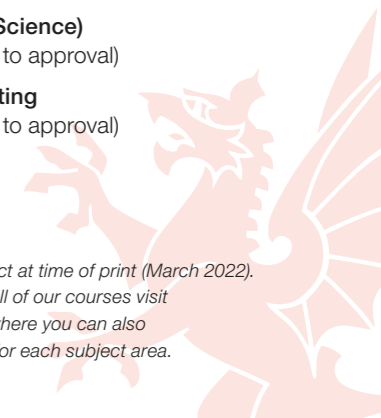 Science)
to approval)
ting
to approval)
ct at time of print (March 2022).
ll of our courses visit
where you can also
or each subject area.